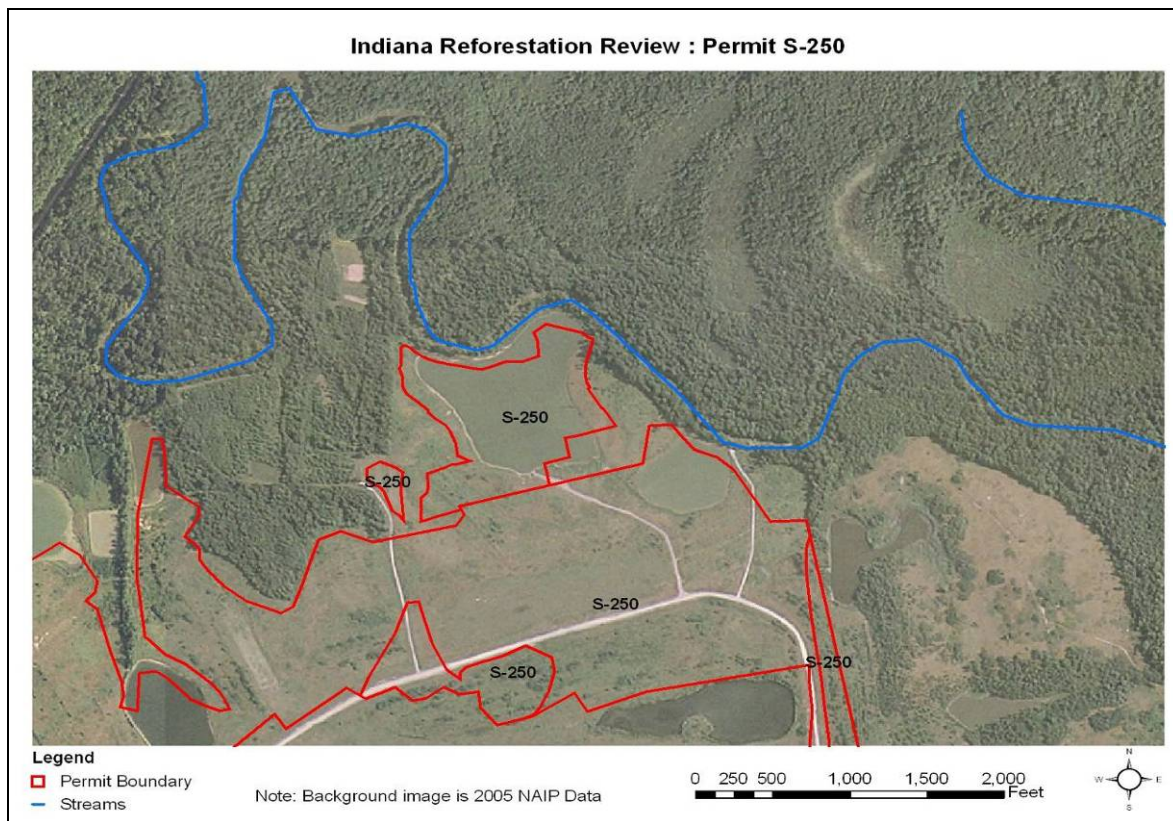 Indiana Reforestation Review : Permit S-250
S-250
S-250
S-250
S-250
S-250
Legend
Permit Boundary
Streams
Note: Background image is 2005 NAIP Data
0 250 500 1,000 1,500 2,000
Feet
N
W E
S